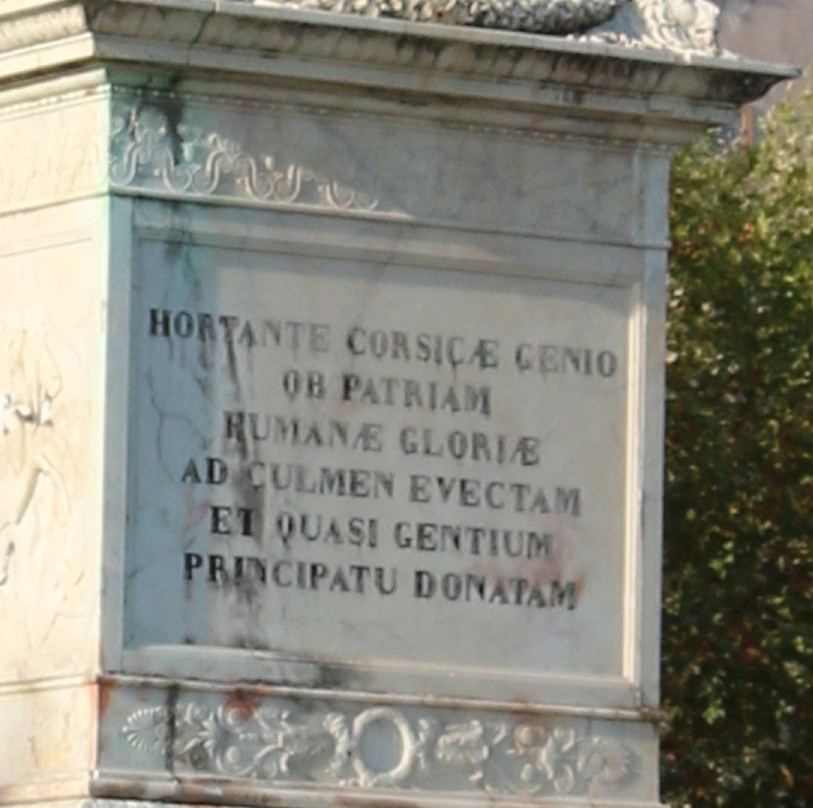 HORTANTE CORSICÆ GENIO
OB PATRIAM
HUMANÆ GLORIÆ
AD CULMEN EVECTAM
ET QUASI GENTIUM
PRINCIPATU DONATAM